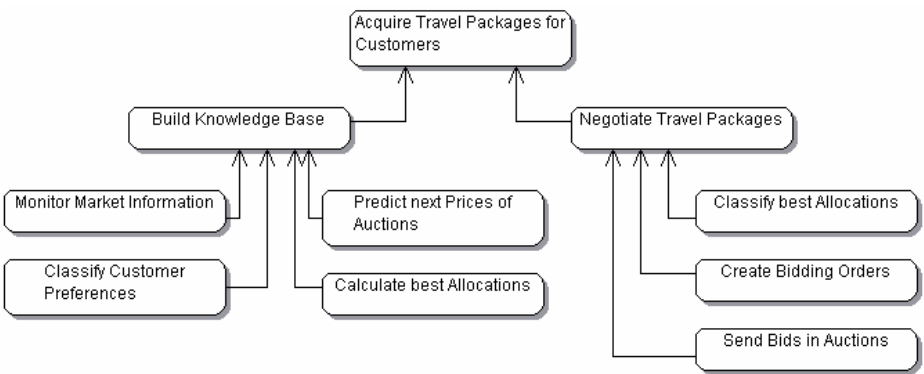 Acquire Travel Packages for
Customers
Build Knowledge Base
Negotiate Travel Packages
Monitor Market Information
Predict next Prices of
Auctions
Classify best Allocations
Classify Customer
Preferences
Calculate best Allocations
Create Bidding Orders
Send Bids in Auctions